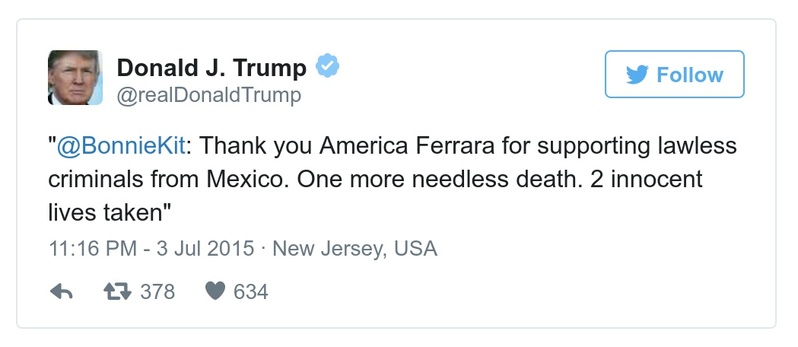 Donald J. Trump
@realDonaldTrump
Follow
"@BonnieKit: Thank you America Ferrara for supporting lawless
criminals from Mexico. One more needless death. 2 innocent
lives taken"
11:16 PM - 3 Jul 2015 · New Jersey, USA
378 634